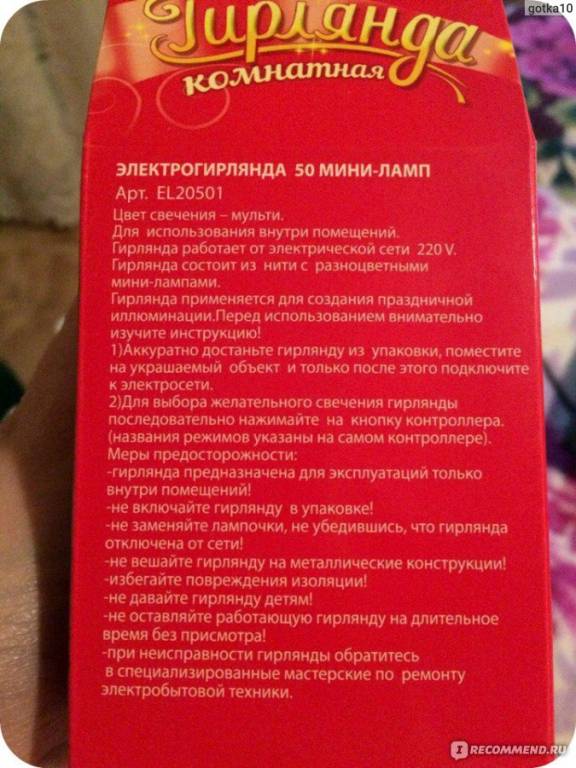 gotka10
Гирлянда
комнатная
ЭЛЕКТРОГИРЛЯНДА 50 МИНИ-ЛАМП
Арт. EL20501
Цвет свечения – мульти.
Для использования внутри помещений.
Гирлянда работает от электрической сети 220 V.
Гирлянда состоит из нити с разноцветными
мини-лампами.
Гирлянда применяется для создания праздничной
иллюминации.Перед использованием внимательно
изучите инструкцию!
1)Аккуратно достаньте гирлянду из упаковки, поместите
на украшаемый объект и только после этого подключите
к электросети.
2)Для выбора желательного свечения гирлянды
последовательно нажимайте на кнопку контроллера.
(названия режимов указаны на самом контроллере).
Меры предосторожности:
-гирлянда предназначена для эксплуатаций только
внутри помещений!
-не включайте гирлянду в упаковке!
-не заменяйте лампочки, не убедившись, что гирлянда
отключена от сети!
-не вешайте гирлянду на металлические конструкции!
-избегайте повреждения изоляции!
-не давайте гирлянду детям!
-не оставляйте работающую гирлянду на длительное
время без присмотра!
-при неисправности гирлянды обратитесь
в специализированные мастерские по ремонту
электробытовой техники.
I RECOMMEND.RU